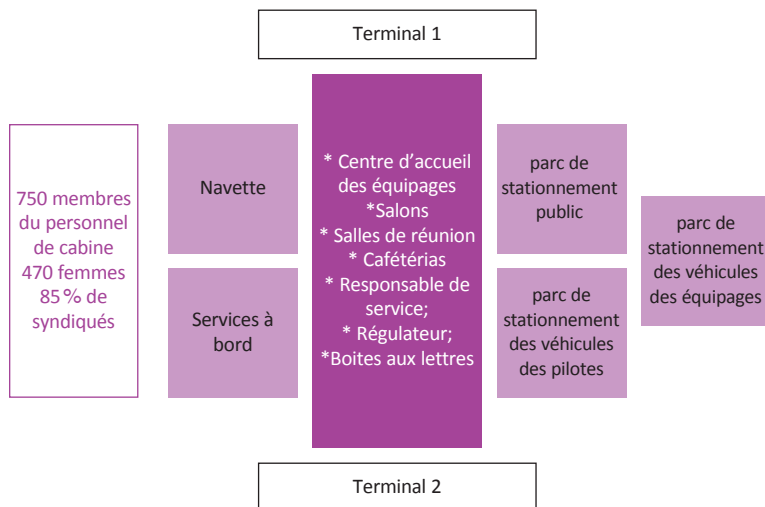 Terminal 1
750 membres
du personnel
de cabine
470 femmes
85 % de
syndiqués
Navette
Services à
bord
* Centre d'accueil
des équipages
*Salons
* Salles de réunion
* Cafétérias
* Responsable de
service;
* Régulateur;
*Boites aux lettres
parc de
stationnement
public
parc de
stationnement
des véhicules
des pilotes
parc de
stationnement
des véhicules
des équipages
Terminal 2